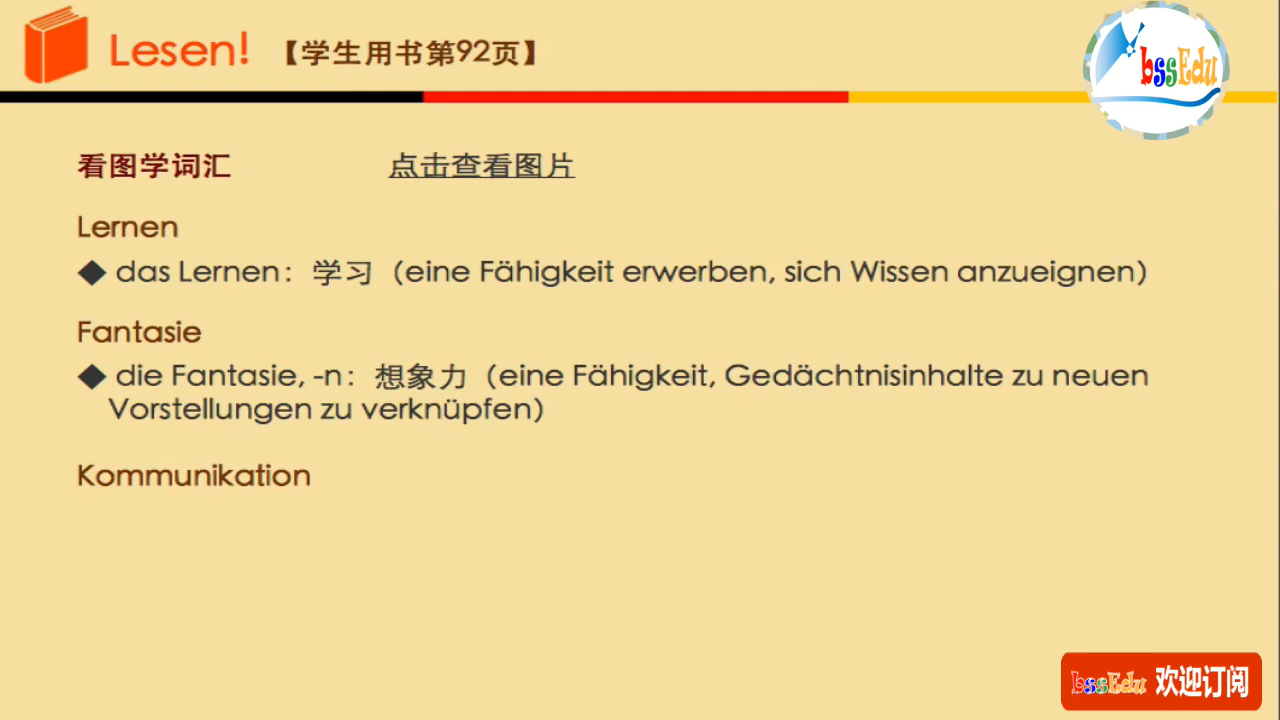 Lesen! 【学生用书第92页】
bssEdu
看图学词汇 点击查看图片
Lernen
◆ das Lernen：学习（eine Fähigkeit erwerben, sich Wissen anzueignen）
Fantasie
◆ die Fantasie, -n：想象力（eine Fähigkeit, Gedächtnisinhalte zu neuen
Vorstellungen zu verknüpfen）
Kommunikation
bssEdu 欢迎订阅